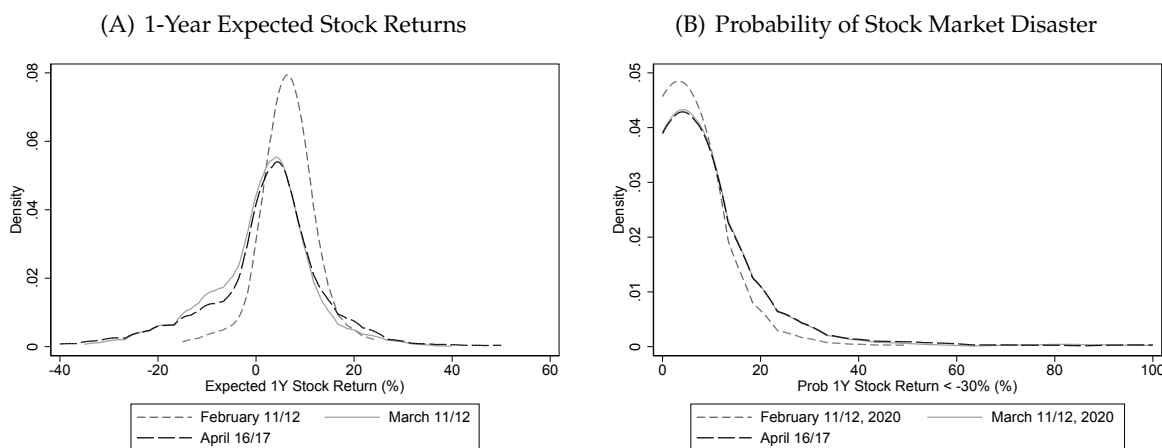 (A) 1-Year Expected Stock Returns
.08
.06
.04
.02
0
Density
-40 -20 0 20 40 60
Expected 1Y Stock Return (%)
February 11/12 March 11/12
April 16/17
(B) Probability of Stock Market Disaster
.05
.04
.03
.02
.01
0
Density
0 20 40 60 80 100
Prob 1Y Stock Return < -30% (%)
February 11/12, 2020 March 11/12, 2020
April 16/17